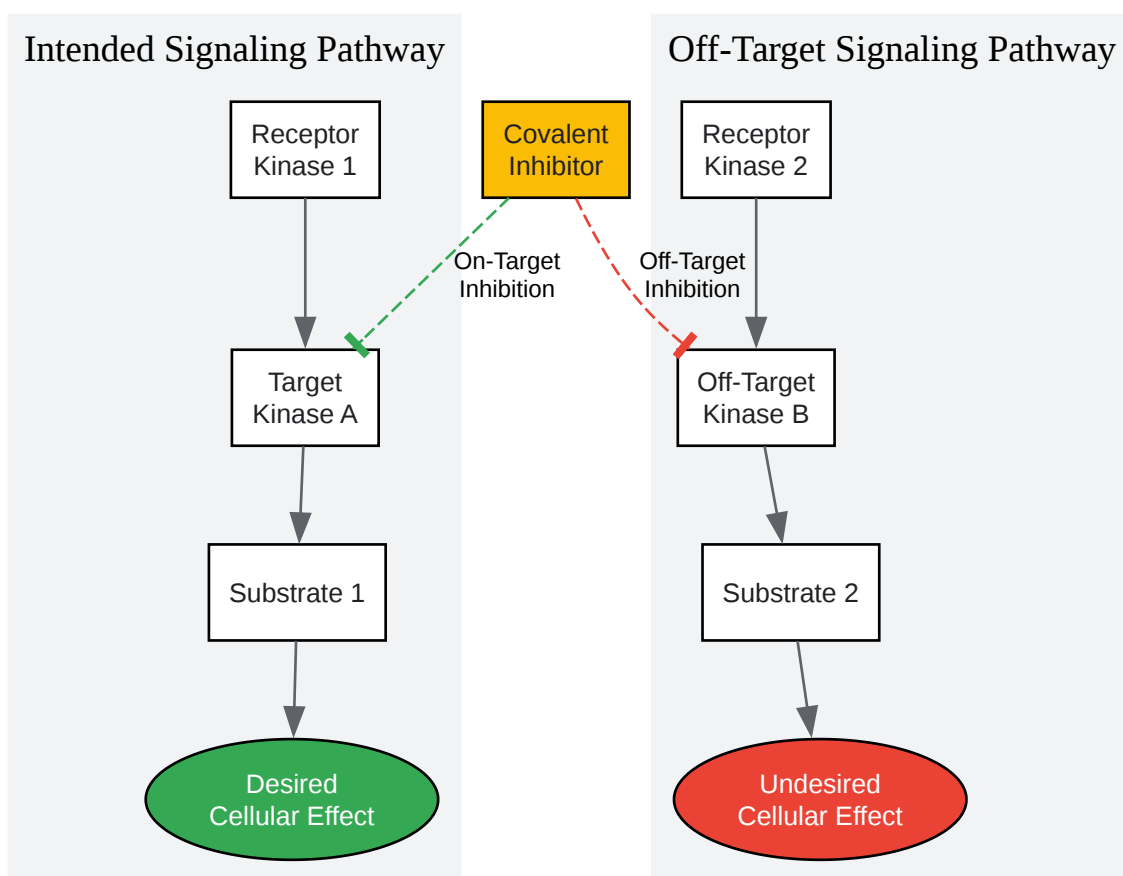 Intended Signaling Pathway
Off-Target Signaling Pathway
Receptor
Kinase 1
Covalent
Inhibitor
Receptor
Kinase 2
On-Target
Inhibition
Off-Target
Inhibition
Target
Kinase A
Off-Target
Kinase B
Substrate 1
Substrate 2
Desired
Cellular Effect
Undesired
Cellular Effect